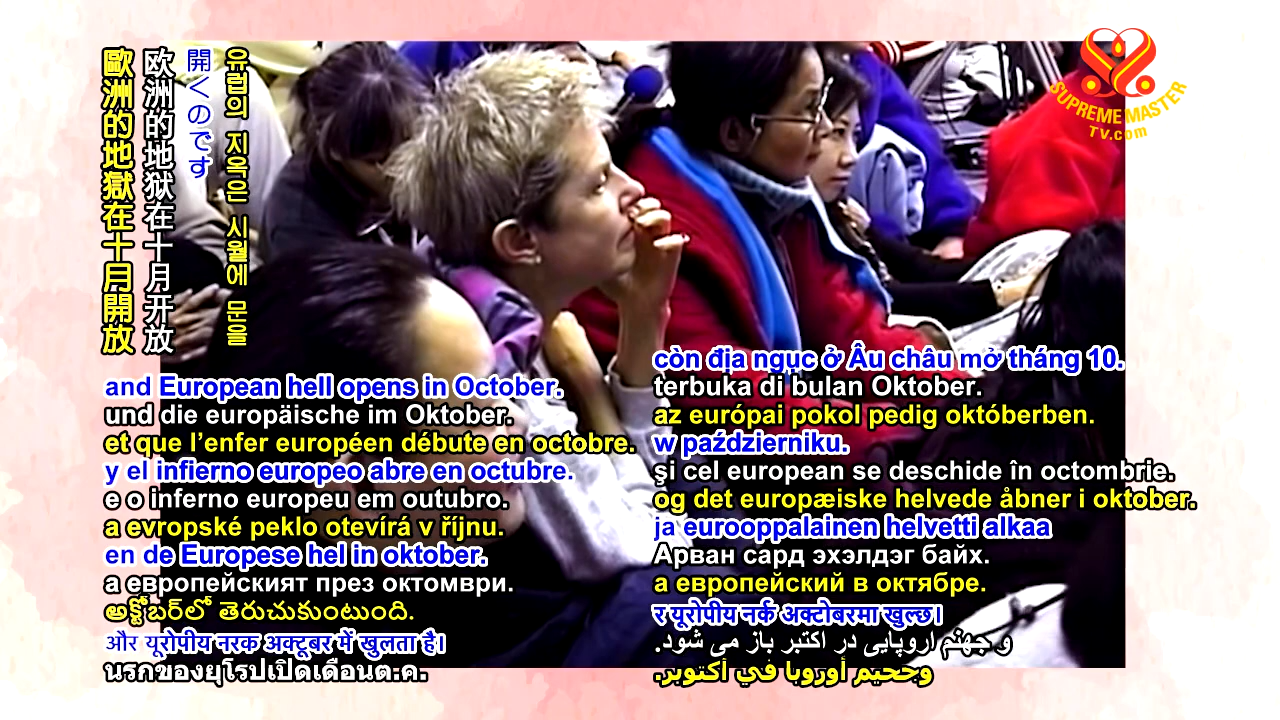 歐洲的地獄在十月開放
欧洲的地狱在十月开放
開くのです
유럽의 지옥은 시월에 문을
SUPREME MASTER
TV.com
and European hell opens in October.
und die europäische im Oktober.
et que l’enfer européen débute en octobre.
y el infierno europeo abre en octubre.
e o inferno europeu em outubro.
a evropské peklo otevírá v říjnu.
en de Europese hel in oktober.
а европейският през октомври.
అక్టోబర్‌లో తెరుచుకుంటుంది.
और यूरोपीय नरक अक्टूबर में खुलता है।
นรกของยุโรปเปิดเดือนต.ค.
còn địa ngục ở Âu châu mở tháng 10.
terbuka di bulan Oktober.
az európai pokol pedig októberben.
w październiku.
şi cel european se deschide în octombrie.
og det europæiske helvede åbner i oktober.
ja eurooppalainen helvetti alkaa
Арван сард эхэлдэг байх.
а европейский в октябре.
र यूरोपीय नर्क अक्टोबरमा खुल्छ।
و جهنم اروپایی در اکتبر باز می شود.
وجحيم أوروبا في أكتوبر.